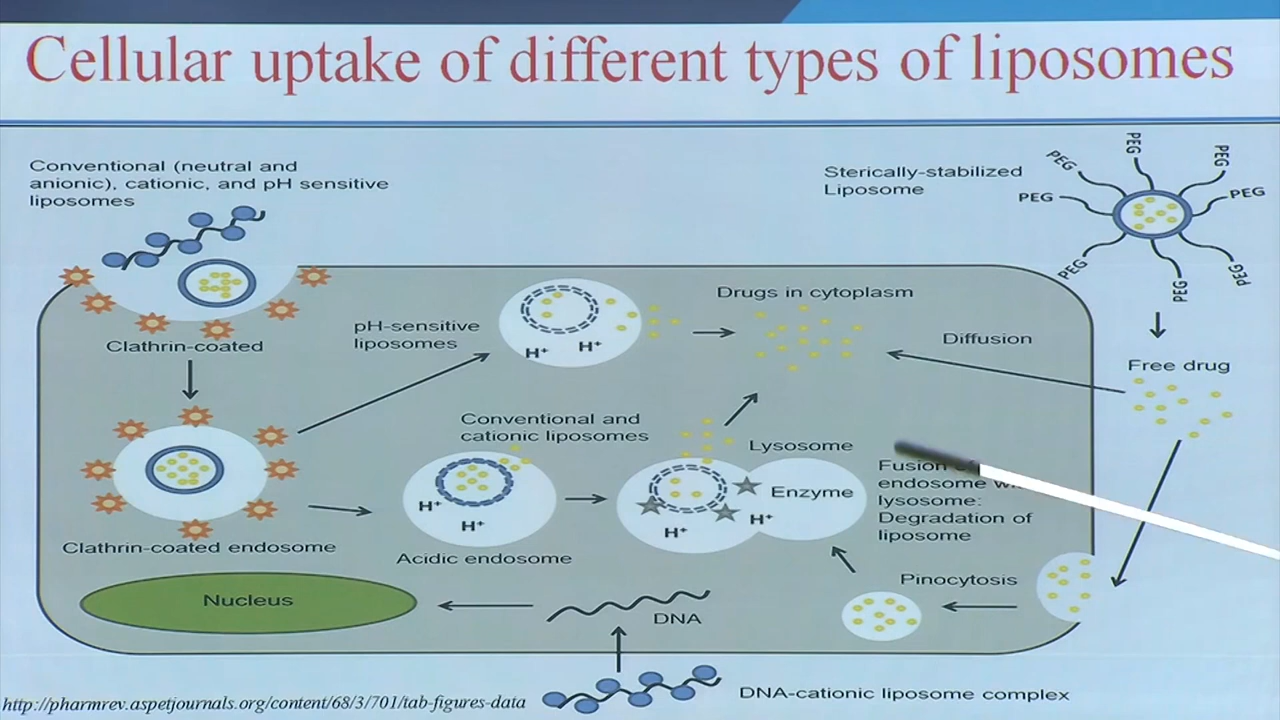 Cellular uptake of different types of liposomes
Conventional (neutral and
anionic), cationic, and pH sensitive
liposomes
Sterically-stabilized
Liposome
PEG
PEG
PEG
PEG
PEG
PEG
PEG
PEG
Clathrin-coated
pH-sensitive
liposomes
H⁺
H⁺
Drugs in cytoplasm
Diffusion
Free drug
Conventional and
cationic liposomes
H⁺
H⁺
Acidic endosome
Lysosome
Enzyme
H⁺
H⁺
Fusion
endosome
lysosome:
Degradation of
liposome
Clathrin-coated endosome
Pinocytosis
Nucleus
DNA
DNA-cationic liposome complex
http://pharmrev.aspetjournals.org/content/68/3/701/tab-figures-data